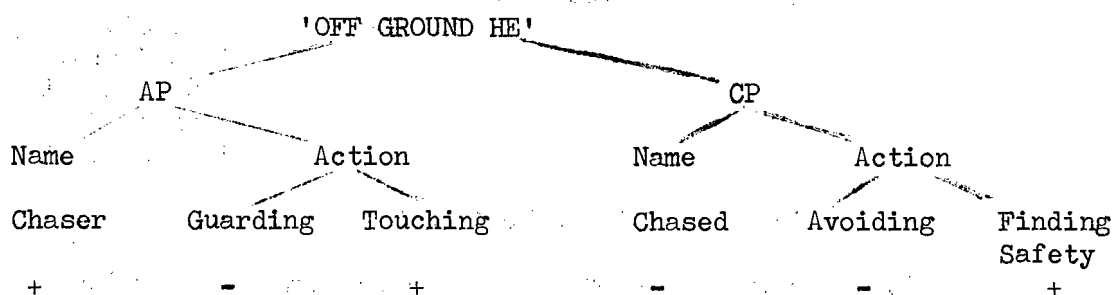 'OFF GROUND HE'
AP CP
Name Action Name Action
Chaser Guarding Touching Chased Avoiding Finding
Safety
+ - + - - +